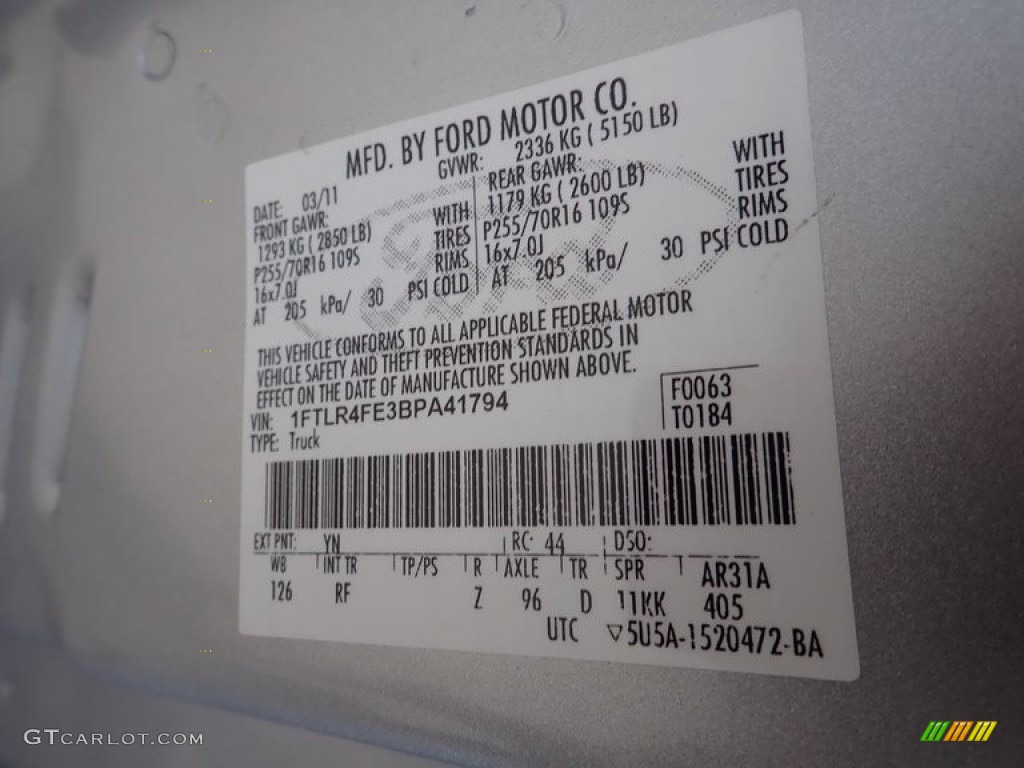 MFD. BY FORD MOTOR CO.
DATE: 03/11 GVWR: 2336 KG ( 5150 LB)
FRONT GAWR: REAR GAWR:
1293 KG ( 2850 LB) WITH 1179 KG ( 2600 LB) WITH
P255/70R16 109S TIRES P255/70R16 109S TIRES
16x7.0J RIMS 16x7.0J RIMS
AT 205 kPa/ 30 PSI COLD AT 205 kPa/ 30 PSI COLD
THIS VEHICLE CONFORMS TO ALL APPLICABLE FEDERAL MOTOR
VEHICLE SAFETY AND THEFT PREVENTION STANDARDS IN
EFFECT ON THE DATE OF MANUFACTURE SHOWN ABOVE.
VIN: 1FTLR4FE3BPA41794 F0063
TYPE: Truck T0184
EXT PNT: YN RC: 44 DSO:
WB INT TR TP/PS R AXLE TR SPR AR31A
126 RF Z 96 D 11KK 405
UTC ▽5U5A-1520472-BA
GTCARLOT.COM